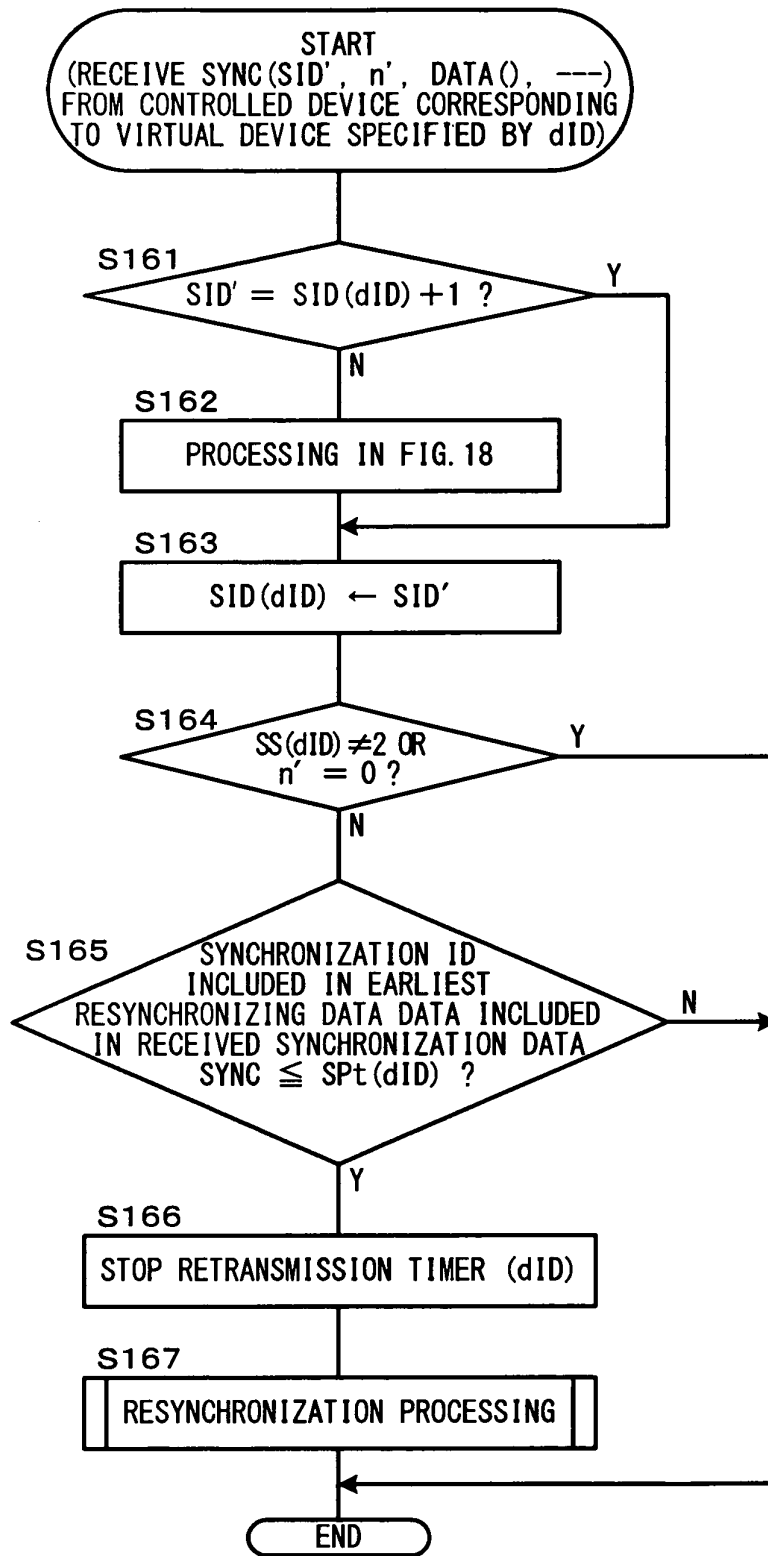 START
(RECEIVE SYNC(SID', n', DATA(), ---)
FROM CONTROLLED DEVICE CORRESPONDING
TO VIRTUAL DEVICE SPECIFIED BY dID)
S161
SID' = SID(dID)+1 ?
Y
N
S162
PROCESSING IN FIG. 18
S163
SID(dID) ← SID'
S164
SS(dID)≠2 OR
n' = 0 ?
Y
N
S165
SYNCHRONIZATION ID
INCLUDED IN EARLIEST
RESYNCHRONIZING DATA DATA INCLUDED
IN RECEIVED SYNCHRONIZATION DATA
SYNC ≦ SPt(dID) ?
N
Y
S166
STOP RETRANSMISSION TIMER (dID)
S167
RESYNCHRONIZATION PROCESSING
END